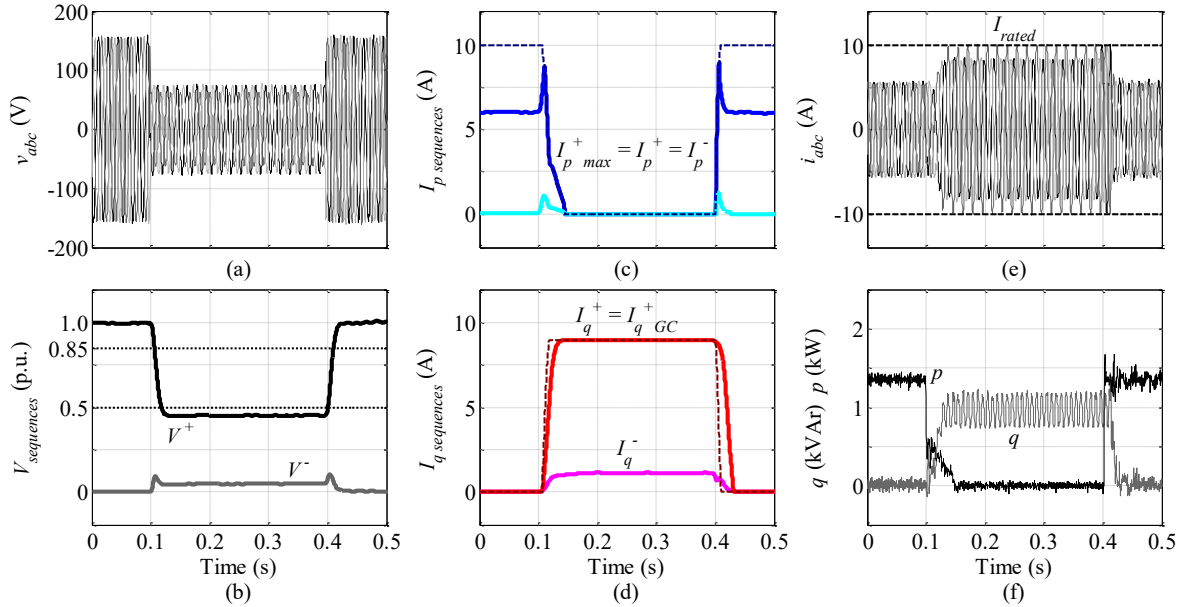 200
100
0
-100
-200
v_abc (V)
(a)
10
5
0
I_p sequences (A)
I_p^+_max = I_p^+ = I_p^-
(c)
10
0
-10
i_abc (A)
I_rated
(e)
1.0
0.85
0.5
0
V_sequences (p.u.)
V^+
V^-
0 0.1 0.2 0.3 0.4 0.5
Time (s)
(b)
10
5
0
I_q sequences (A)
I_q^+ = I_q^+_GC
I_q^-
0 0.1 0.2 0.3 0.4 0.5
Time (s)
(d)
2
1
0
q (kVAr) p (kW)
p
q
0 0.1 0.2 0.3 0.4 0.5
Time (s)
(f)